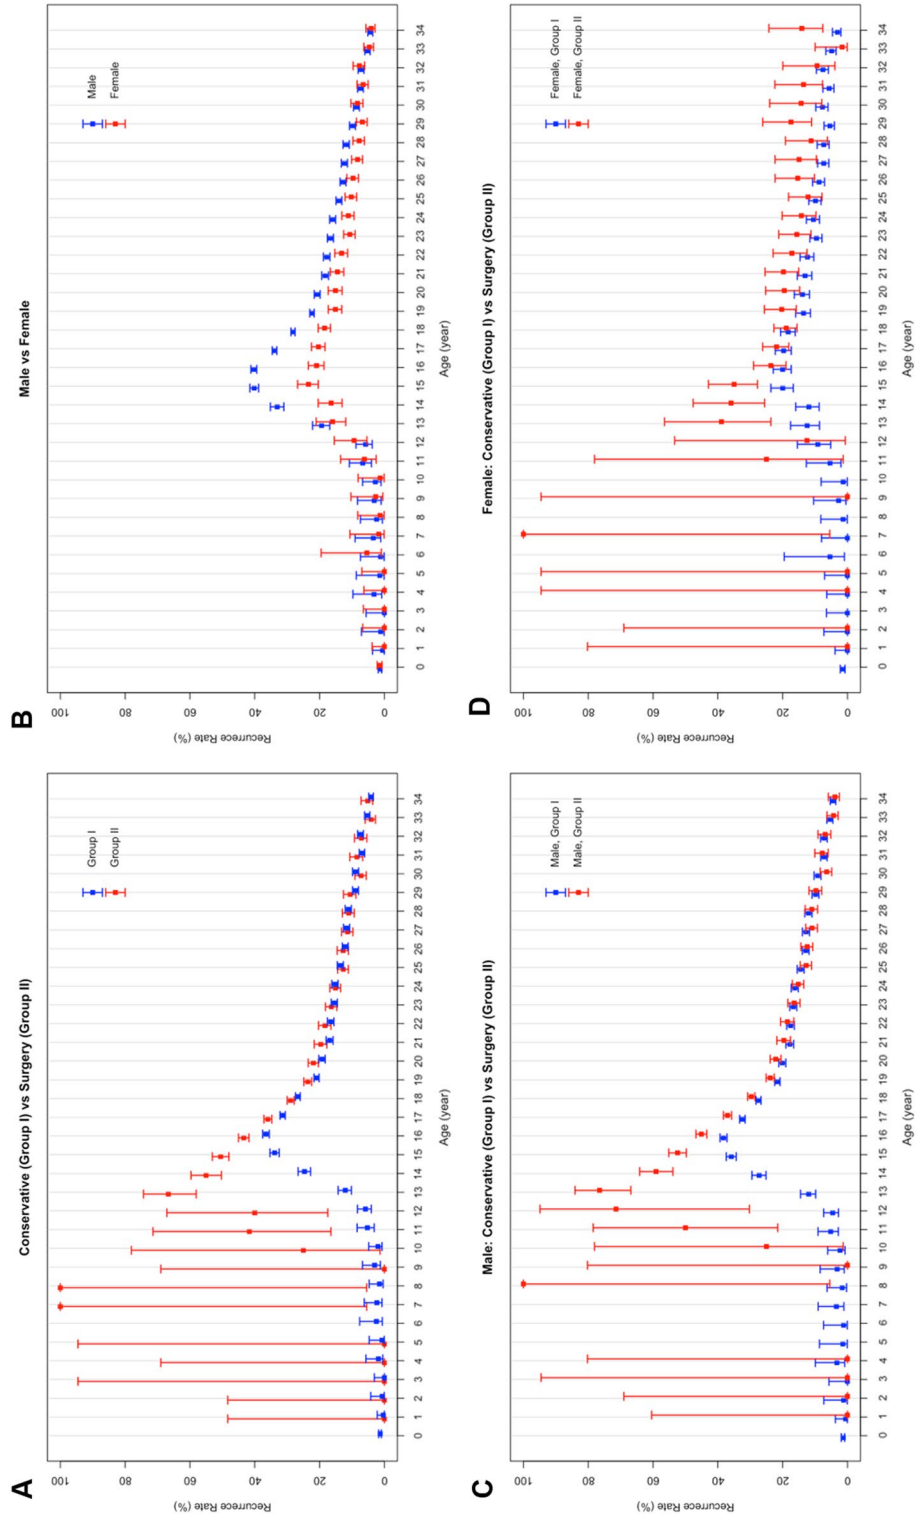 A
Conservative (Group I) vs Surgery (Group II)
Group I
Group II
Recurrece Rate (%)
100
80
60
40
20
0
0 1 2 3 4 5 6 7 8 9 10 11 12 13 14 15 16 17 18 19 20 21 22 23 24 25 26 27 28 29 30 31 32 33 34
Age (year)
B
Male vs Female
Male
Female
Recurrece Rate (%)
100
80
60
40
20
0
0 1 2 3 4 5 6 7 8 9 10 11 12 13 14 15 16 17 18 19 20 21 22 23 24 25 26 27 28 29 30 31 32 33 34
Age (year)
C
Male: Conservative (Group I) vs Surgery (Group II)
Male, Group I
Male, Group II
Recurrece Rate (%)
100
80
60
40
20
0
0 1 2 3 4 5 6 7 8 9 10 11 12 13 14 15 16 17 18 19 20 21 22 23 24 25 26 27 28 29 30 31 32 33 34
Age (year)
D
Female: Conservative (Group I) vs Surgery (Group II)
Female, Group I
Female, Group II
Recurrece Rate (%)
100
80
60
40
20
0
0 1 2 3 4 5 6 7 8 9 10 11 12 13 14 15 16 17 18 19 20 21 22 23 24 25 26 27 28 29 30 31 32 33 34
Age (year)